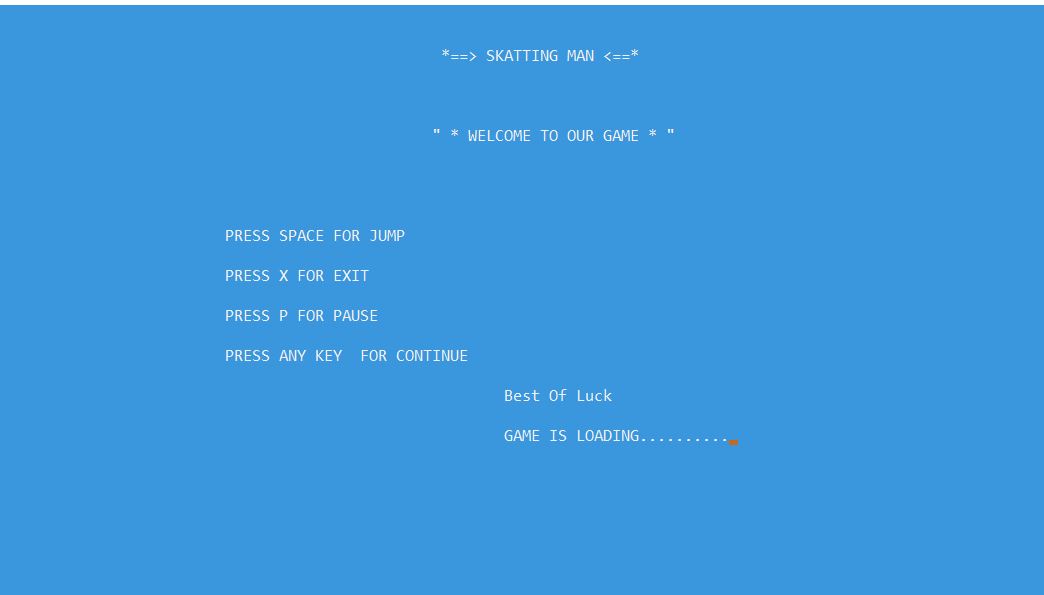 *==> SKATTING MAN <==*
" * WELCOME TO OUR GAME * "
PRESS SPACE FOR JUMP
PRESS X FOR EXIT
PRESS P FOR PAUSE
PRESS ANY KEY  FOR CONTINUE
Best Of Luck
GAME IS LOADING..........